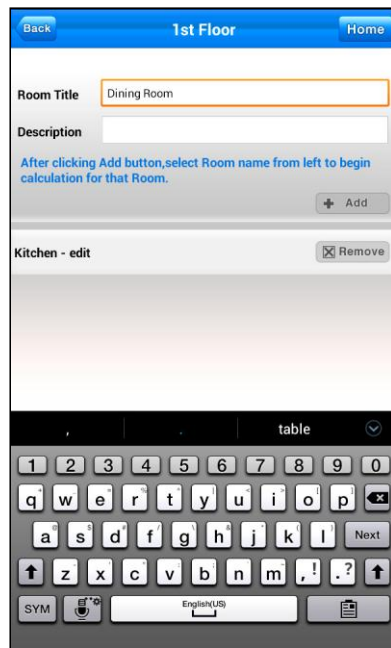 Back 1st Floor Home
Room Title Dining Room
Description
After clicking Add button,select Room name from left to begin
calculation for that Room.
+ Add
Kitchen - edit Remove
, . table
1 2 3 4 5 6 7 8 9 0
q w e r t y u i o p
a s d f g h j k l Next
z x c v b n m , ! . ?
SYM English(US)